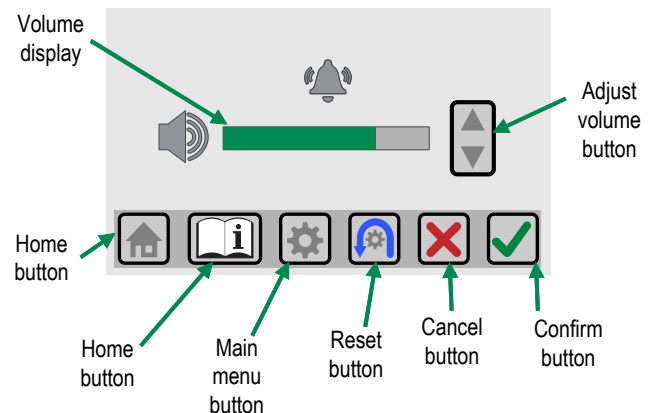 Volume
display
Adjust
volume
button
i
Home
button
Home
button
Main
menu
button
Reset
button
Cancel
button
Confirm
button